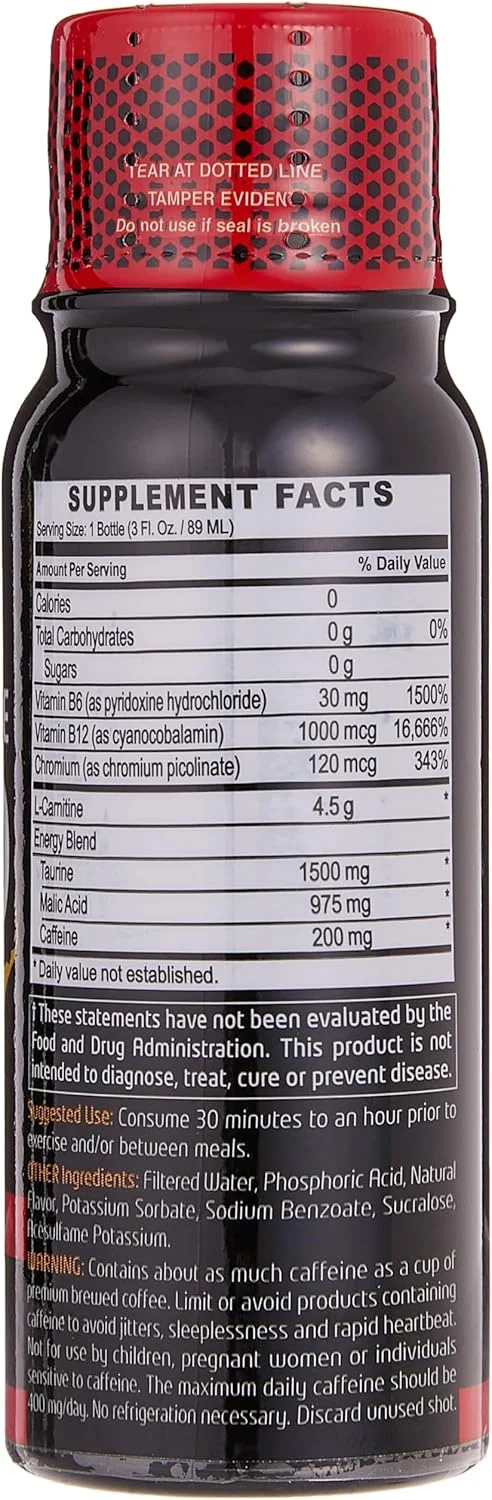 TEAR AT DOTTED LINE
TAMPER EVIDENT
Do not use if seal is broken
SUPPLEMENT FACTS
Serving Size: 1 Bottle (3 Fl. Oz. / 89 ML)
Amount Per Serving % Daily Value
Calories 0
Total Carbohydrates 0 g 0%
Sugars 0 g
Vitamin B6 (as pyridoxine hydrochloride) 30 mg 1500%
Vitamin B12 (as cyanocobalamin) 1000 mcg 16,666%
Chromium (as chromium picolinate) 120 mcg 343%
L-Carnitine 4.5 g *
Energy Blend
Taurine 1500 mg *
Malic Acid 975 mg *
Caffeine 200 mg *
* Daily value not established.
† These statements have not been evaluated by the
Food and Drug Administration. This product is not
intended to diagnose, treat, cure or prevent disease.
Suggested Use: Consume 30 minutes to an hour prior to
exercise and/or between meals.
OTHER Ingredients: Filtered Water, Phosphoric Acid, Natural
Flavor, Potassium Sorbate, Sodium Benzoate, Sucralose,
Acesulfame Potassium.
WARNING: Contains about as much caffeine as a cup of
premium brewed coffee. Limit or avoid products containing
caffeine to avoid jitters, sleeplessness and rapid heartbeat.
Not for use by children, pregnant women or individuals
sensitive to caffeine. The maximum daily caffeine should be
400 mg/day. No refrigeration necessary. Discard unused shot.